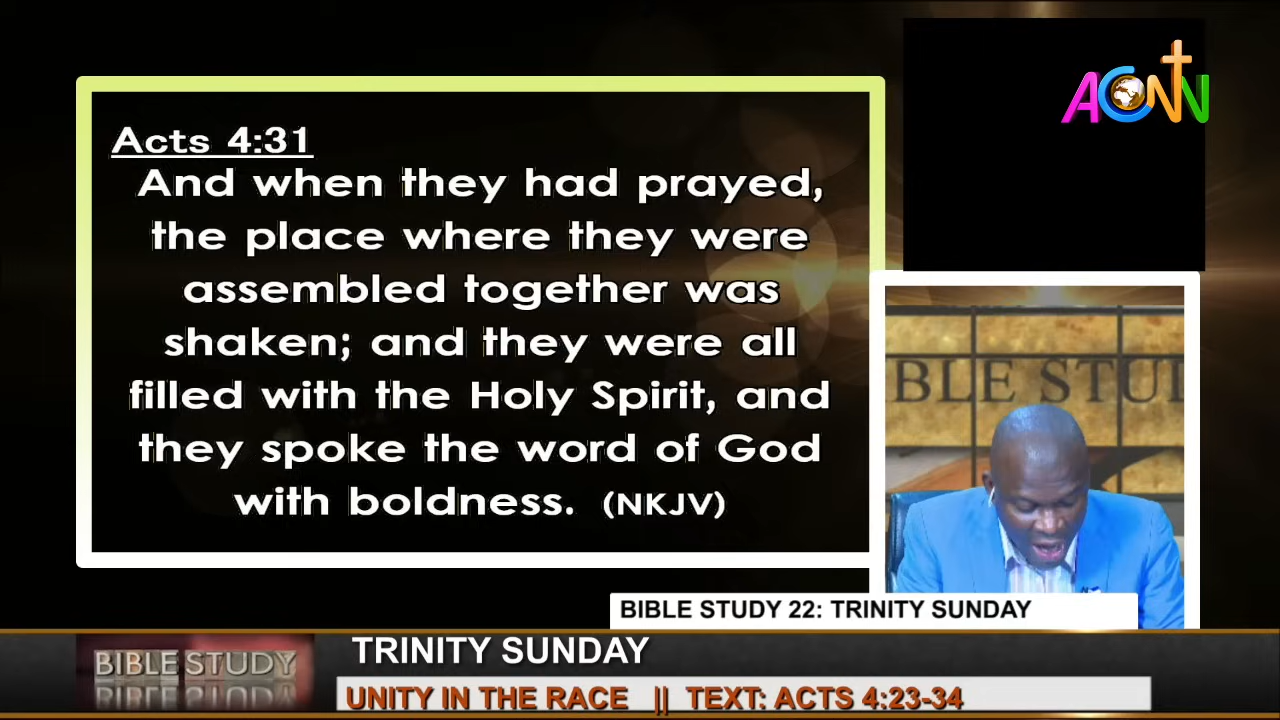 Acts 4:31
And when they had prayed,
the place where they were
assembled together was
shaken; and they were all
filled with the Holy Spirit, and
they spoke the word of God
with boldness. (NKJV)
ACNN
BIBLE STUDY
BIBLE STUDY 22: TRINITY SUNDAY
BIBLE STUDY
TRINITY SUNDAY
UNITY IN THE RACE || TEXT: ACTS 4:23-34